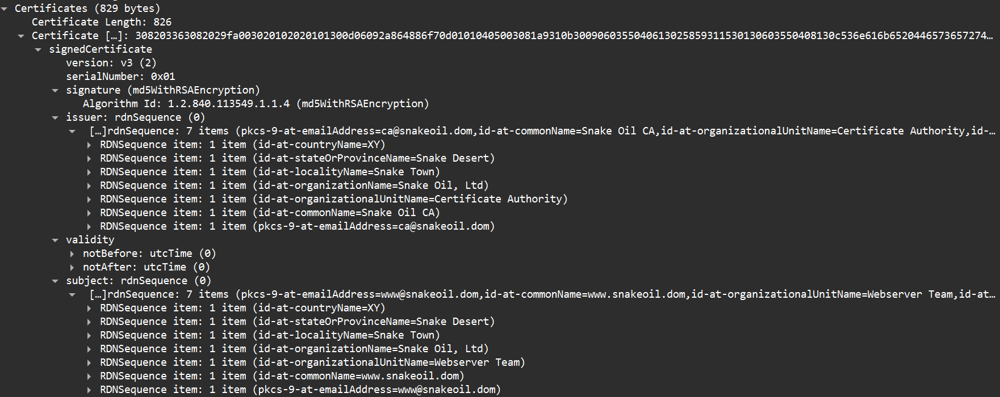 Certificates (829 bytes)
Certificate Length: 826
Certificate […]: 308203363082029fa003020102020101300d06092a864886f70d01010405003081a9310b3009060355040613025859311530130603550408130c536e616b6520446573657274…
signedCertificate
version: v3 (2)
serialNumber: 0x01
signature (md5WithRSAEncryption)
Algorithm Id: 1.2.840.113549.1.1.4 (md5WithRSAEncryption)
issuer: rdnSequence (0)
[…]rdnSequence: 7 items (pkcs-9-at-emailAddress=ca@snakeoil.dom,id-at-commonName=Snake Oil CA,id-at-organizationalUnitName=Certificate Authority,id-…
RDNSequence item: 1 item (id-at-countryName=XY)
RDNSequence item: 1 item (id-at-stateOrProvinceName=Snake Desert)
RDNSequence item: 1 item (id-at-localityName=Snake Town)
RDNSequence item: 1 item (id-at-organizationName=Snake Oil, Ltd)
RDNSequence item: 1 item (id-at-organizationalUnitName=Certificate Authority)
RDNSequence item: 1 item (id-at-commonName=Snake Oil CA)
RDNSequence item: 1 item (pkcs-9-at-emailAddress=ca@snakeoil.dom)
validity
notBefore: utcTime (0)
notAfter: utcTime (0)
subject: rdnSequence (0)
[…]rdnSequence: 7 items (pkcs-9-at-emailAddress=www@snakeoil.dom,id-at-commonName=www.snakeoil.dom,id-at-organizationalUnitName=Webserver Team,id-at…
RDNSequence item: 1 item (id-at-countryName=XY)
RDNSequence item: 1 item (id-at-stateOrProvinceName=Snake Desert)
RDNSequence item: 1 item (id-at-localityName=Snake Town)
RDNSequence item: 1 item (id-at-organizationName=Snake Oil, Ltd)
RDNSequence item: 1 item (id-at-organizationalUnitName=Webserver Team)
RDNSequence item: 1 item (id-at-commonName=www.snakeoil.dom)
RDNSequence item: 1 item (pkcs-9-at-emailAddress=www@snakeoil.dom)